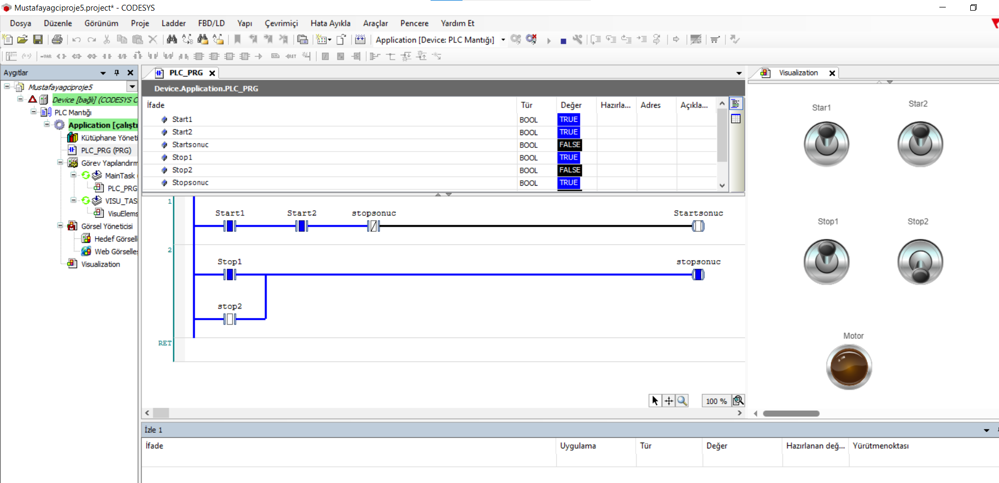 Mustafayagciproje5.project* - CODESYS
Dosya Düzenle Görünüm Proje Ladder FBD/LD Yapı Çevrimiçi Hata Ayıkla Araçlar Pencere Yardım Et
Application [Device: PLC Mantığı]
Aygıtlar
Mustafayagciproje5
Device [bağlı] (CODESYS C
PLC Mantığı
Application [çalıştı
Kütüphane Yöneti
PLC_PRG (PRG)
Görev Yapılandırm
MainTask
PLC_PRG
VISU_TAS
VisuElems
Görsel Yöneticisi
Hedef Görsell
Web Görselleş
Visualization
PLC_PRG
Device.Application.PLC_PRG
İfade Tür Değer Hazırla... Adres Açıkla...
Start1 BOOL TRUE
Start2 BOOL TRUE
Startsonuc BOOL FALSE
Stop1 BOOL TRUE
Stop2 BOOL FALSE
Stopsonuc BOOL TRUE
1
Start1 Start2 stopsonuc Startsonuc
2
Stop1 stopsonuc
stop2
RET
100 %
Visualization
Star1 Star2
Stop1 Stop2
Motor
İzle 1
İfade Uygulama Tür Değer Hazırlanan değ... Yürütmenoktası